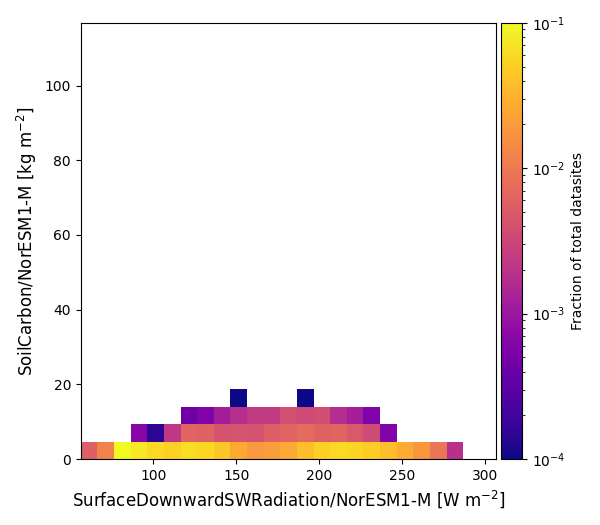 SoilCarbon/NorESM1-M [kg m⁻²]
100
80
60
40
20
0
100 150 200 250 300
SurfaceDownwardSWRadiation/NorESM1-M [W m⁻²]
10⁻¹
10⁻²
10⁻³
10⁻⁴
Fraction of total datasites